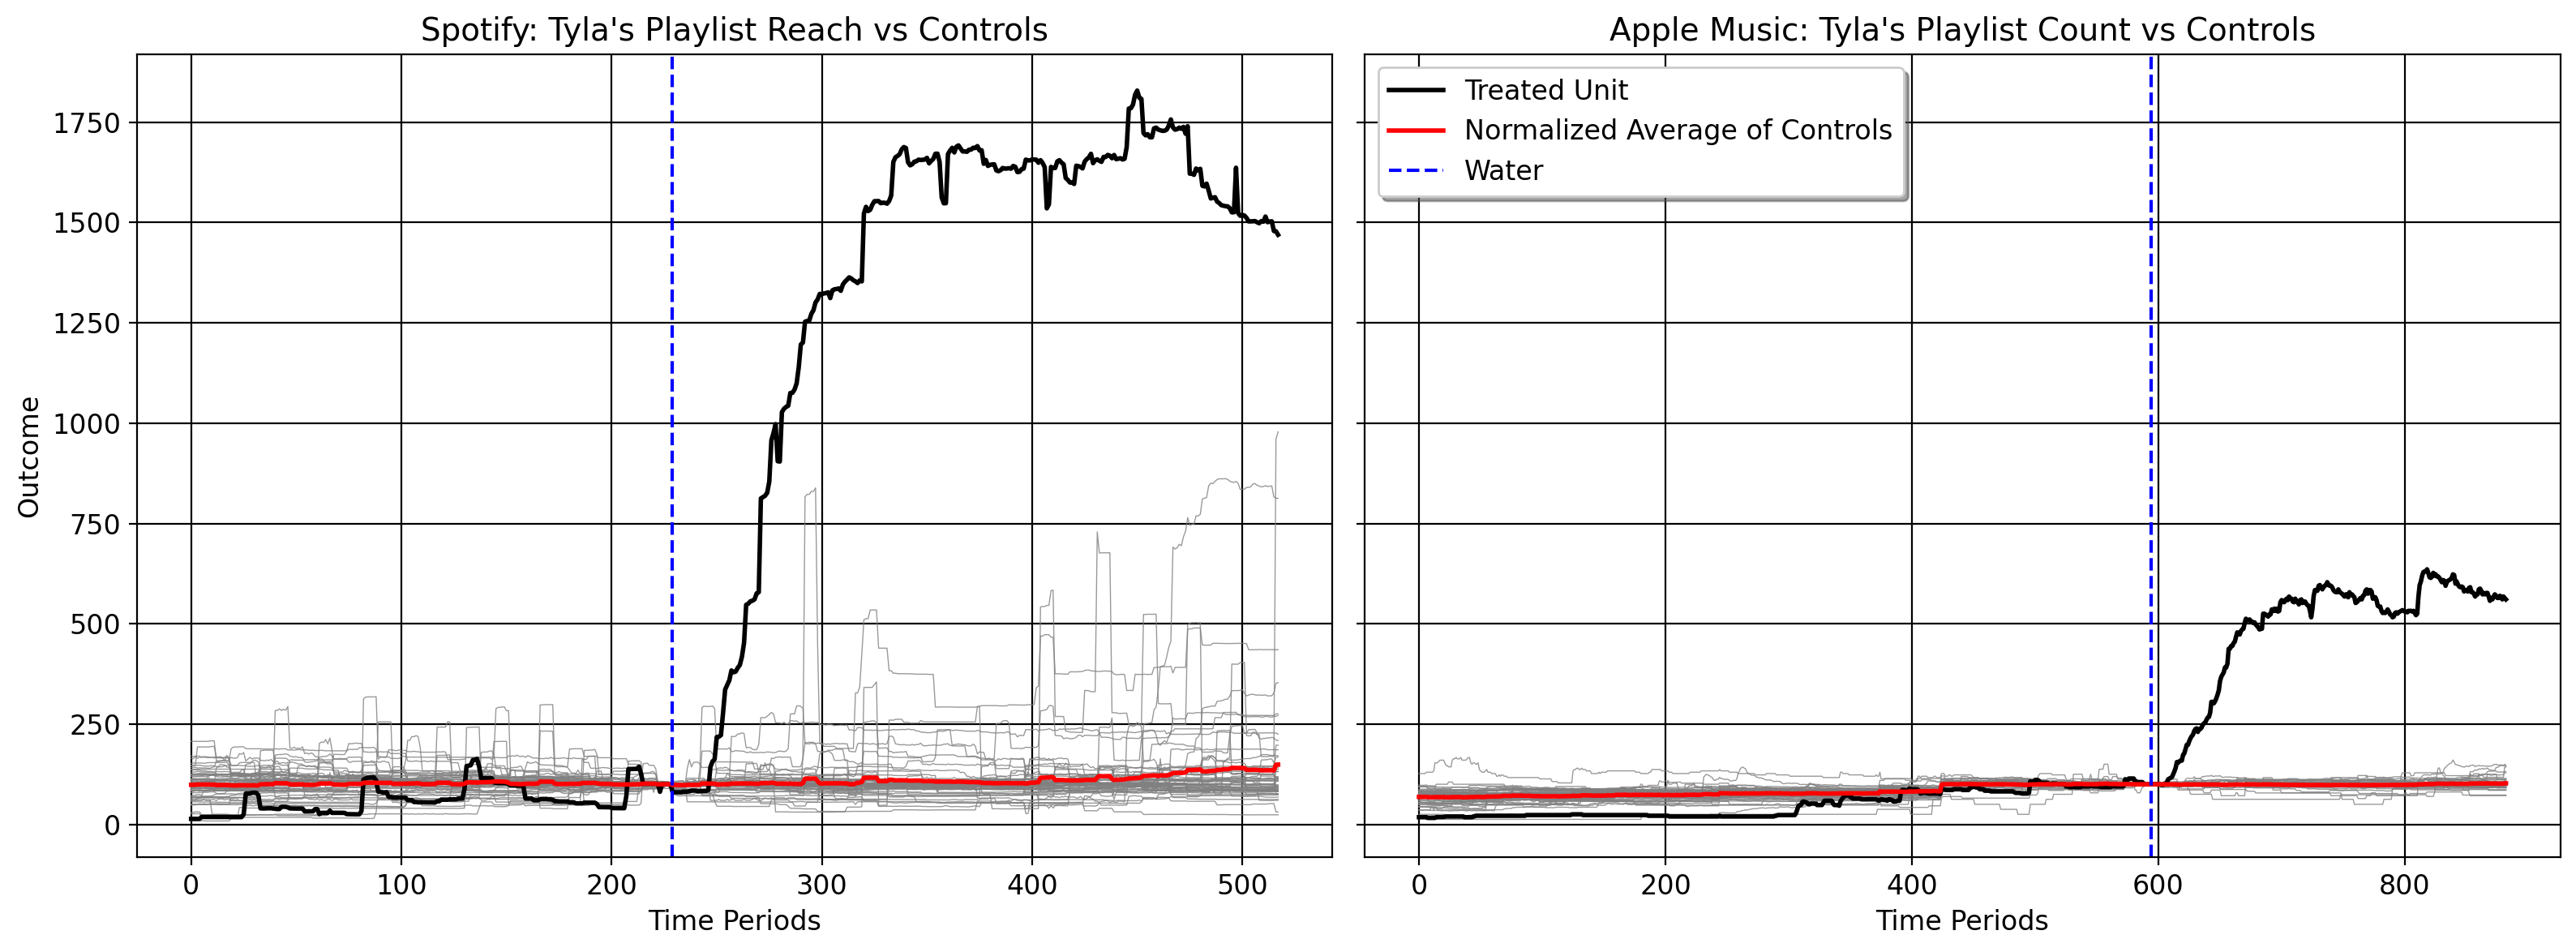 Spotify: Tyla's Playlist Reach vs Controls
Outcome
1750
1500
1250
1000
750
500
250
0
0 100 200 300 400 500
Time Periods
Apple Music: Tyla's Playlist Count vs Controls
Treated Unit
Normalized Average of Controls
Water
0 200 400 600 800
Time Periods